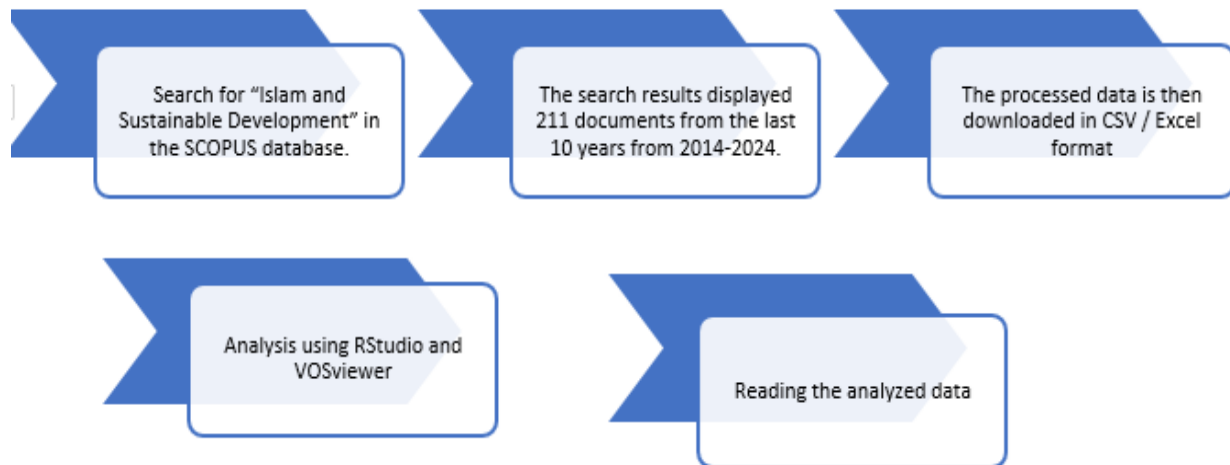 Search for “Islam and
Sustainable Development” in
the SCOPUS database.
The search results displayed
211 documents from the last
10 years from 2014-2024.
The processed data is then
downloaded in CSV / Excel
format
Analysis using RStudio and
VOSviewer
Reading the analyzed data